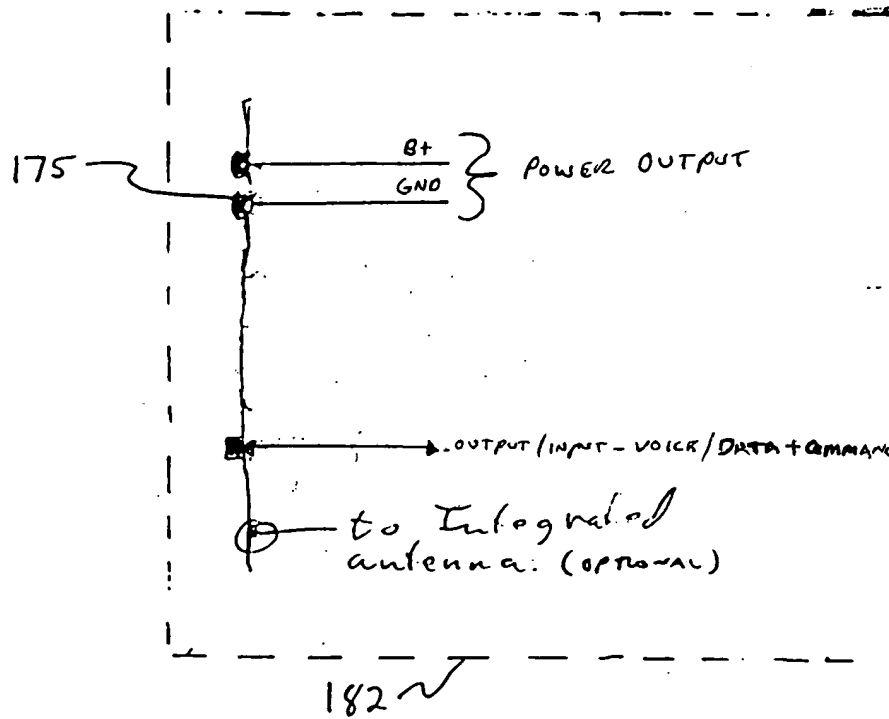 B+
175
POWER OUTPUT
GND
OUTPUT/INPUT - VOICE/DATA + COMMAND
to Integrated
antenna. (OPTIONAL)
182